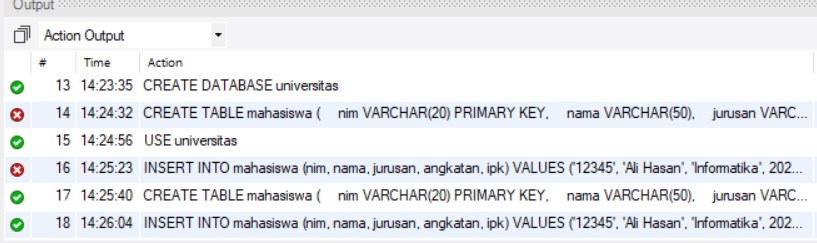 Output
Action Output
# Time Action
13 14:23:35 CREATE DATABASE universitas
14 14:24:32 CREATE TABLE mahasiswa ( nim VARCHAR(20) PRIMARY KEY, nama VARCHAR(50), jurusan VARC...
15 14:24:56 USE universitas
16 14:25:23 INSERT INTO mahasiswa (nim, nama, jurusan, angkatan, ipk) VALUES ('12345', 'Ali Hasan', 'Informatika', 202...
17 14:25:40 CREATE TABLE mahasiswa ( nim VARCHAR(20) PRIMARY KEY, nama VARCHAR(50), jurusan VARC...
18 14:26:04 INSERT INTO mahasiswa (nim, nama, jurusan, angkatan, ipk) VALUES ('12345', 'Ali Hasan', 'Informatika', 202...